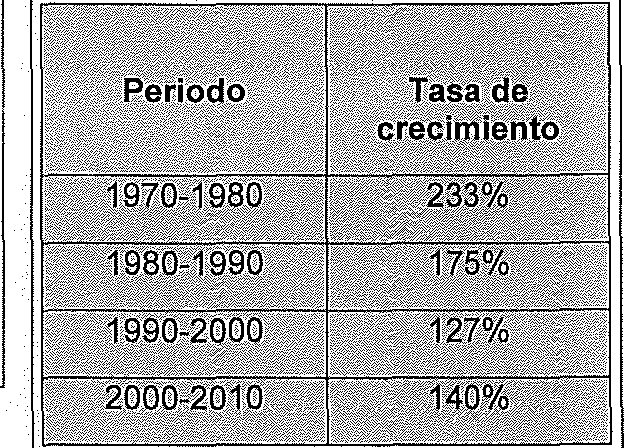 Periodo
Tasa de
crecimiento
1970-1980 233%
1980-1990 175%
1990-2000 127%
2000-2010 140%